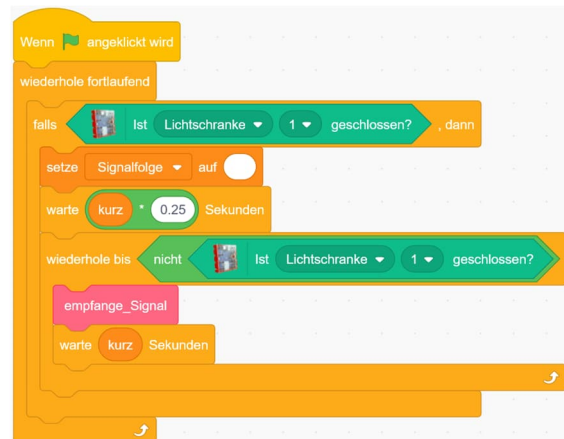 Wenn angeklickt wird
wiederhole fortlaufend
falls Ist Lichtschranke 1 geschlossen? , dann
setze Signalfolge auf
warte kurz * 0.25 Sekunden
wiederhole bis nicht Ist Lichtschranke 1 geschlossen?
empfange_Signal
warte kurz Sekunden